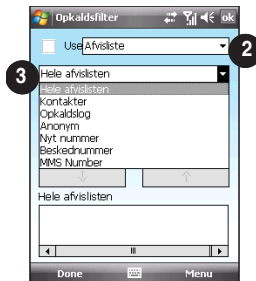 Opkaldsfilter
ok
Use Afvisliste
2
3
Hele afvislisten
Hele afvislisten
Kontakter
Opkaldslog
Anonym
Nyt nummer
Beskednummer
MMS Number
Hele afvislisten
Done
Menu